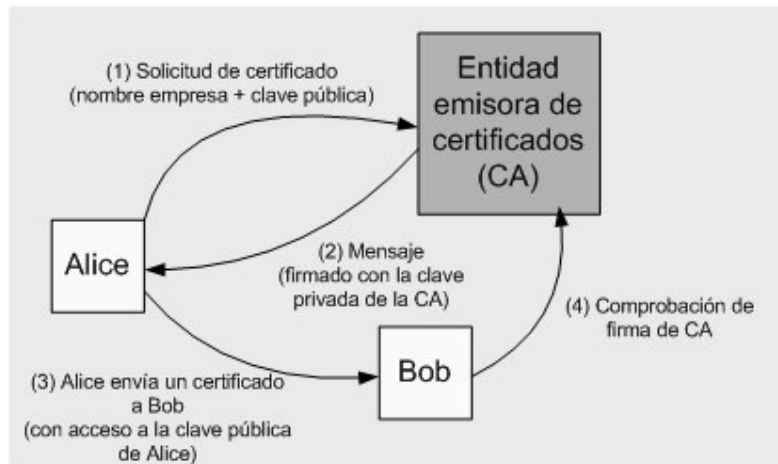 (1) Solicitud de certificado
(nombre empresa + clave pública)
Entidad
emisora de
certificados
(CA)
Alice
(2) Mensaje
(firmado con la clave
privada de la CA)
(4) Comprobación de
firma de CA
Bob
(3) Alice envía un certificado
a Bob
(con acceso a la clave pública
de Alice)